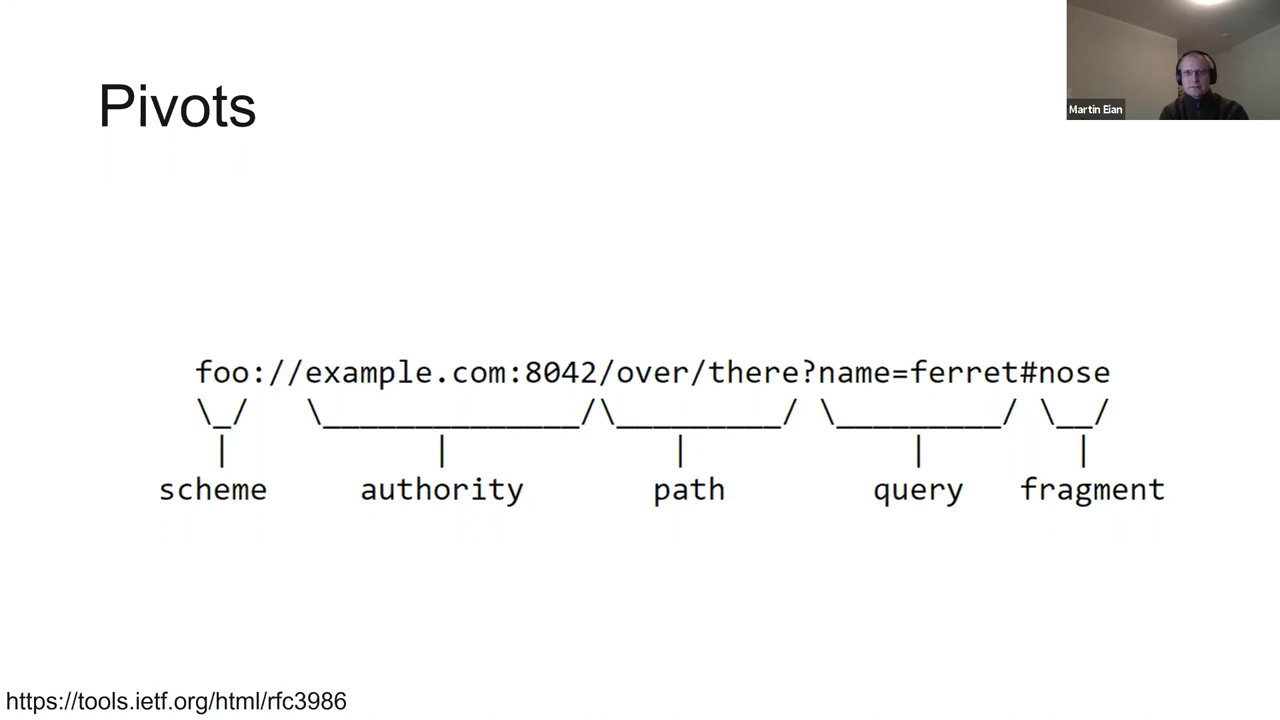 Pivots
Martin Eian
foo://example.com:8042/over/there?name=ferret#nose
\_/   \______________/\_________/ \_________/ \__/
|           |            |            |        |
scheme     authority       path        query   fragment
https://tools.ietf.org/html/rfc3986